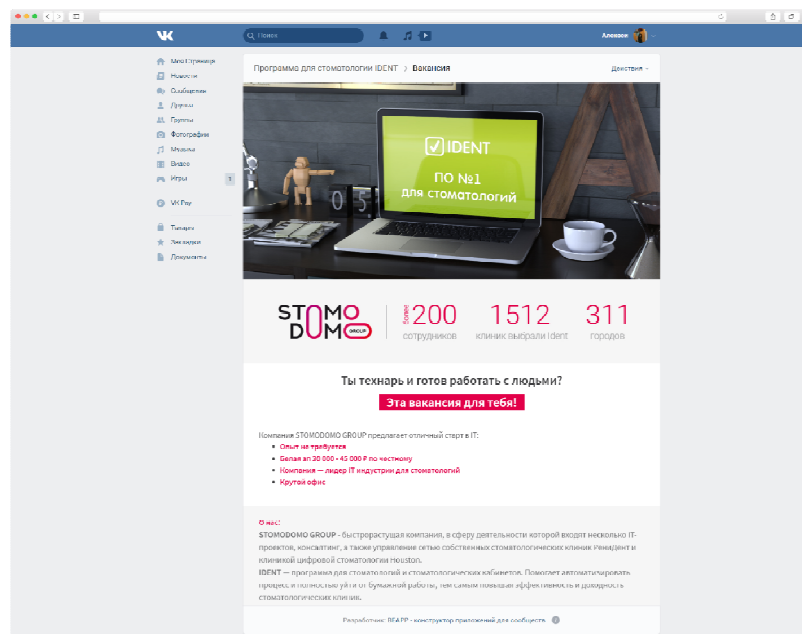 Поиск
Алексей
Моя Страница
Новости
Сообщения
Друзья
Группы
Фотографии
Музыка
Видео
Игры
1
VK Pay
Товары
Закладки
Документы
Программа для стоматологии IDENT > Вакансия
Действия
IDENT
ПО №1
для стоматологий
05
STOMO
DOMO GROUP
более 200
сотрудников
1512
клиник выбрали Ident
311
городов
Ты технарь и готов работать с людьми?
Эта вакансия для тебя!
Компания STOMODOMO GROUP предлагает отличный старт в IT:
• Опыт не требуется
• Белая зп 30 000 - 45 000 ₽ по честному
• Компания — лидер IT индустрии для стоматологий
• Крутой офис
О нас!
STOMODOMO GROUP - быстрорастущая компания, в сферу деятельности которой входят несколько IT-
проектов, консалтинг, а также управление сетью собственных стоматологических клиник РениДент и
клиникой цифровой стоматологии Houston.
IDENT — программа для стоматологий и стоматологических кабинетов. Помогает автоматизировать
процесс и полностью уйти от бумажной работы, тем самым повышая эффективность и доходность
стоматологических клиник.
Разработчик: BEAPP - конструктор приложений для сообществ